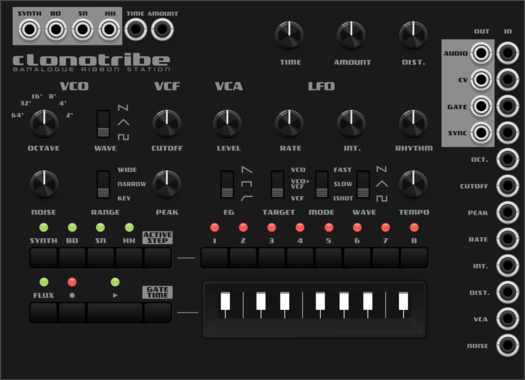 SYNTH BD SN HH TIME AMOUNT
OUT IN
clonotribe
BANALOGUE RIBBON STATION
TIME AMOUNT DIST.
AUDIO
CV
GATE
SYNC
VCO VCF VCA LFO
16' 8'
32' 4'
64' 2'
OCTAVE WAVE CUTOFF LEVEL RATE INT. RHYTHM
OCT.
WIDE
NARROW
KEY
VCO
VCO+
VCF
VCF
FAST
SLOW
1SHOT
CUTOFF
NOISE RANGE PEAK EG TARGET MODE WAVE TEMPO
PEAK
SYNTH BD SN HH ACTIVE STEP
1 2 3 4 5 6 7 8
RATE
INT.
FLUX GATE TIME
DIST.
VCA
NOISE